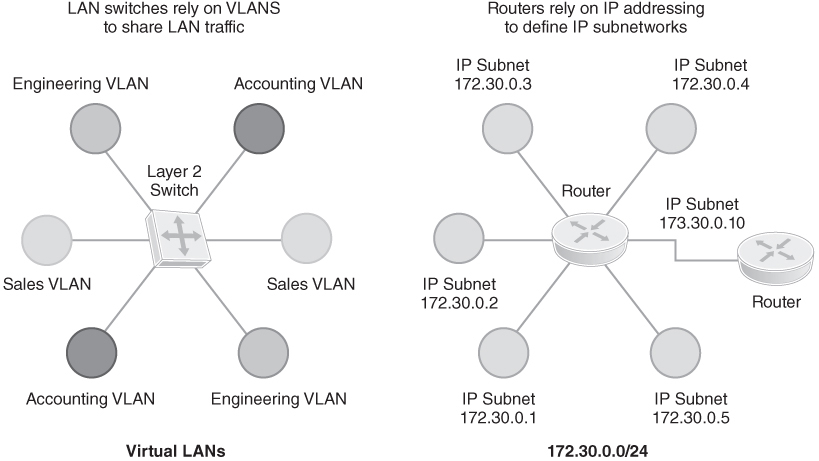 LAN switches rely on VLANS
to share LAN traffic
Engineering VLAN
Accounting VLAN
Layer 2
Switch
Sales VLAN
Sales VLAN
Accounting VLAN
Engineering VLAN
Virtual LANs
Routers rely on IP addressing
to define IP subnetworks
IP Subnet
172.30.0.3
IP Subnet
172.30.0.4
Router
IP Subnet
173.30.0.10
IP Subnet
172.30.0.2
Router
IP Subnet
172.30.0.1
IP Subnet
172.30.0.5
172.30.0.0/24